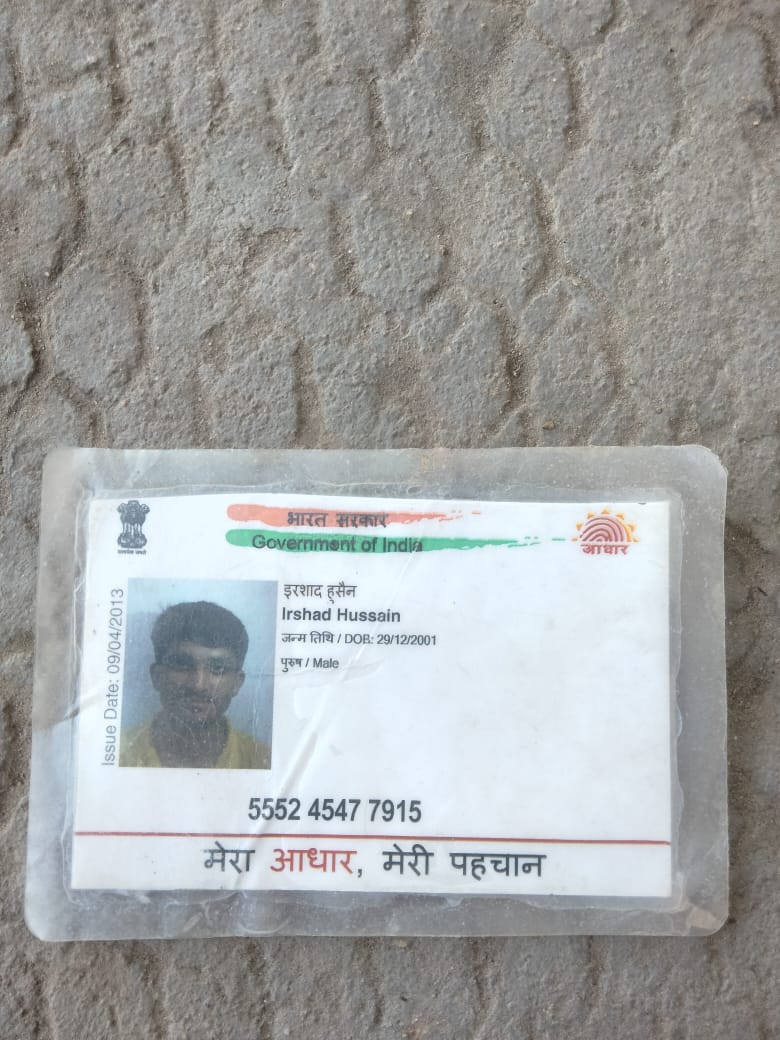 भारत सरकार
Government of India
आधार
Issue Date: 09/04/2013
इरशाद हुसैन
Irshad Hussain
जन्म तिथि / DOB: 29/12/2001
पुरुष / Male
5552 4547 7915
मेरा आधार, मेरी पहचान